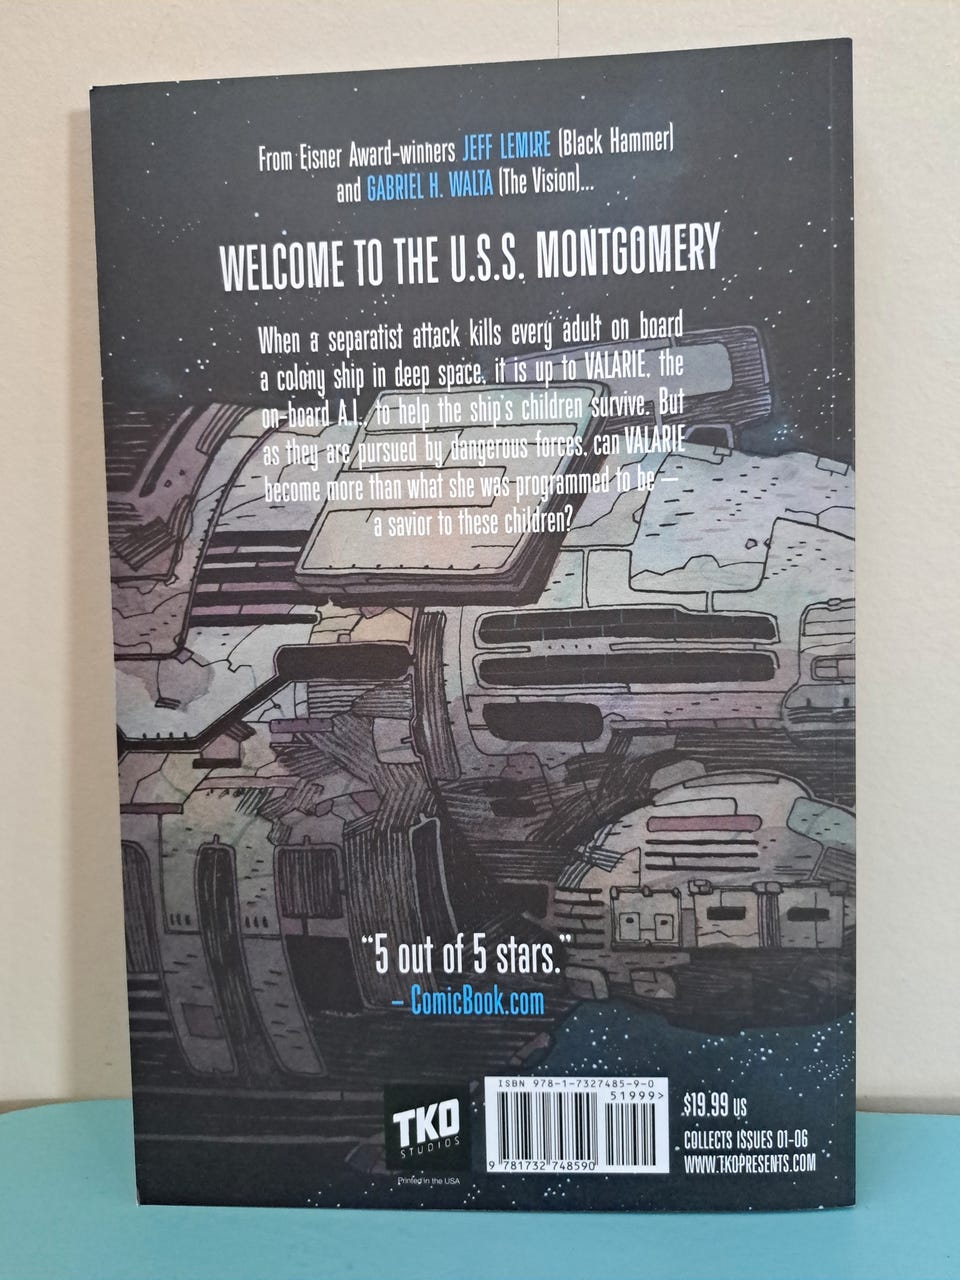 From Eisner Award-winners JEFF LEMIRE (Black Hammer)
and GABRIEL H. WALTA (The Vision)...
WELCOME TO THE U.S.S. MONTGOMERY
When a separatist attack kills every adult on board
a colony ship in deep space, it is up to VALARIE, the
on-board A.I., to help the ship's children survive. But
as they are pursued by dangerous forces, can VALARIE
become more than what she was programmed to be —
a savior to these children?
"5 out of 5 stars."
– ComicBook.com
TKO
STUDIOS
Printed in the USA
ISBN 978-1-7327485-9-0
51999>
9 781732 748590
$19.99 US
COLLECTS ISSUES 01-06
WWW.TKOPRESENTS.COM